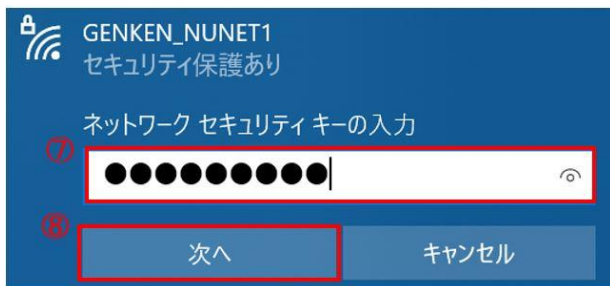 GENKEN_NUNET1
セキュリティ保護あり
ネットワーク セキュリティ キーの入力
⑦
●●●●●●●●●
⑧
次へ
キャンセル